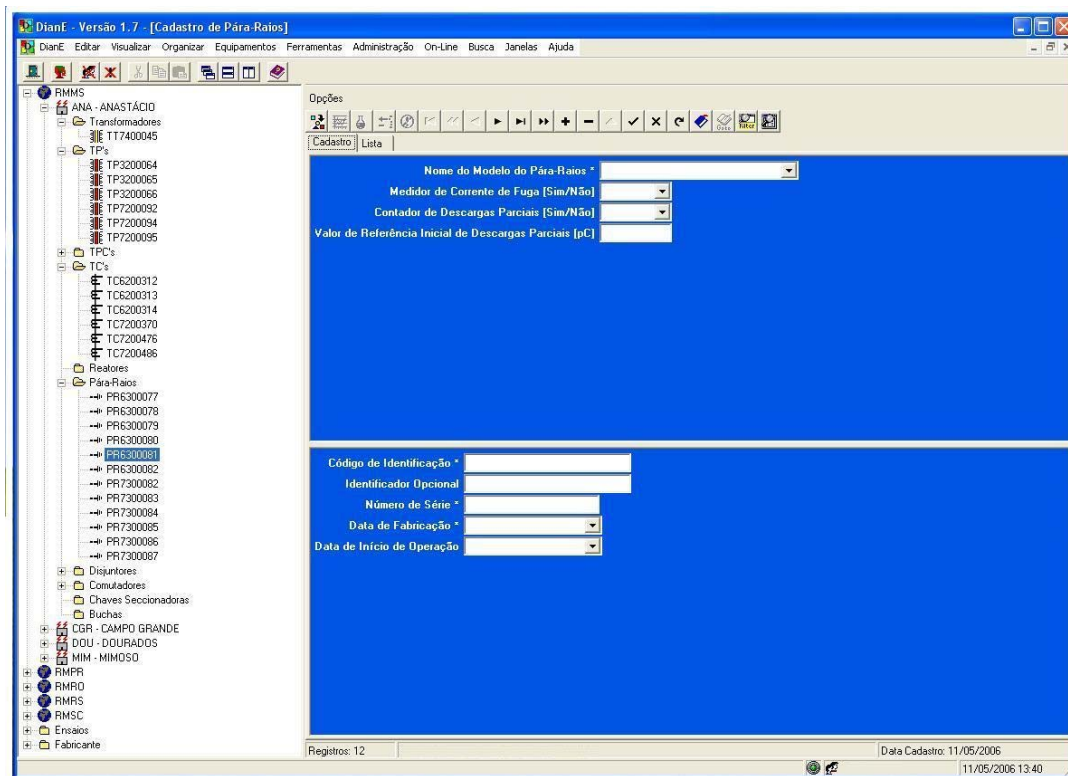 DianE - Versão 1.7 - [Cadastro de Pára-Raios]
DianE Editar Visualizar Organizar Equipamentos Ferramentas Administração On-Line Busca Janelas Ajuda
RMMS
ANA - ANASTÁCIO
Transformadores
TT7400045
TP's
TP3200064
TP3200065
TP3200066
TP7200092
TP7200094
TP7200095
TPC's
TC's
TC6200312
TC6200313
TC6200314
TC7200370
TC7200476
TC7200486
Reatores
Pára-Raios
PR6300077
PR6300078
PR6300079
PR6300080
PR6300081
PR6300082
PR7300082
PR7300083
PR7300084
PR7300085
PR7300086
PR7300087
Disjuntores
Comutadores
Chaves Seccionadoras
Buchas
CGR - CAMPO GRANDE
DOU - DOURADOS
MIM - MIMOSO
RMPR
RMRO
RMRS
RMSC
Ensaios
Fabricante
Opções
Filter
Cadastro Lista
Nome do Modelo do Pára-Raios *
Medidor de Corrente de Fuga [Sim/Não]
Contador de Descargas Parciais [Sim/Não]
Valor de Referência Inicial de Descargas Parciais [pC]
Código de Identificação *
Identificador Opcional
Número de Série *
Data de Fabricação *
Data de Início de Operação
Registros: 12
Data Cadastro: 11/05/2006
11/05/2006 13:40